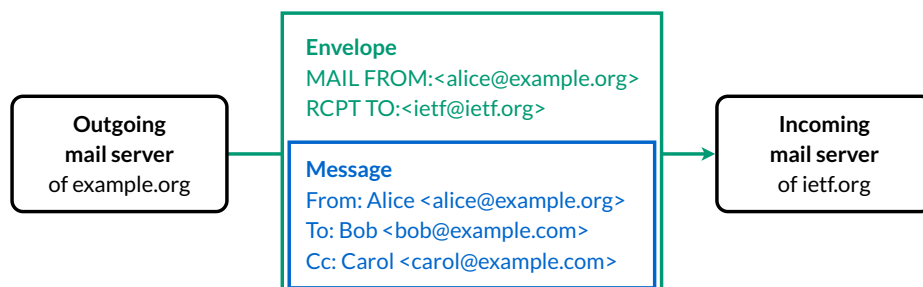 Outgoing
mail server
of example.org
Envelope
MAIL FROM:<alice@example.org>
RCPT TO:<ietf@ietf.org>
Message
From: Alice <alice@example.org>
To: Bob <bob@example.com>
Cc: Carol <carol@example.com>
Incoming
mail server
of ietf.org